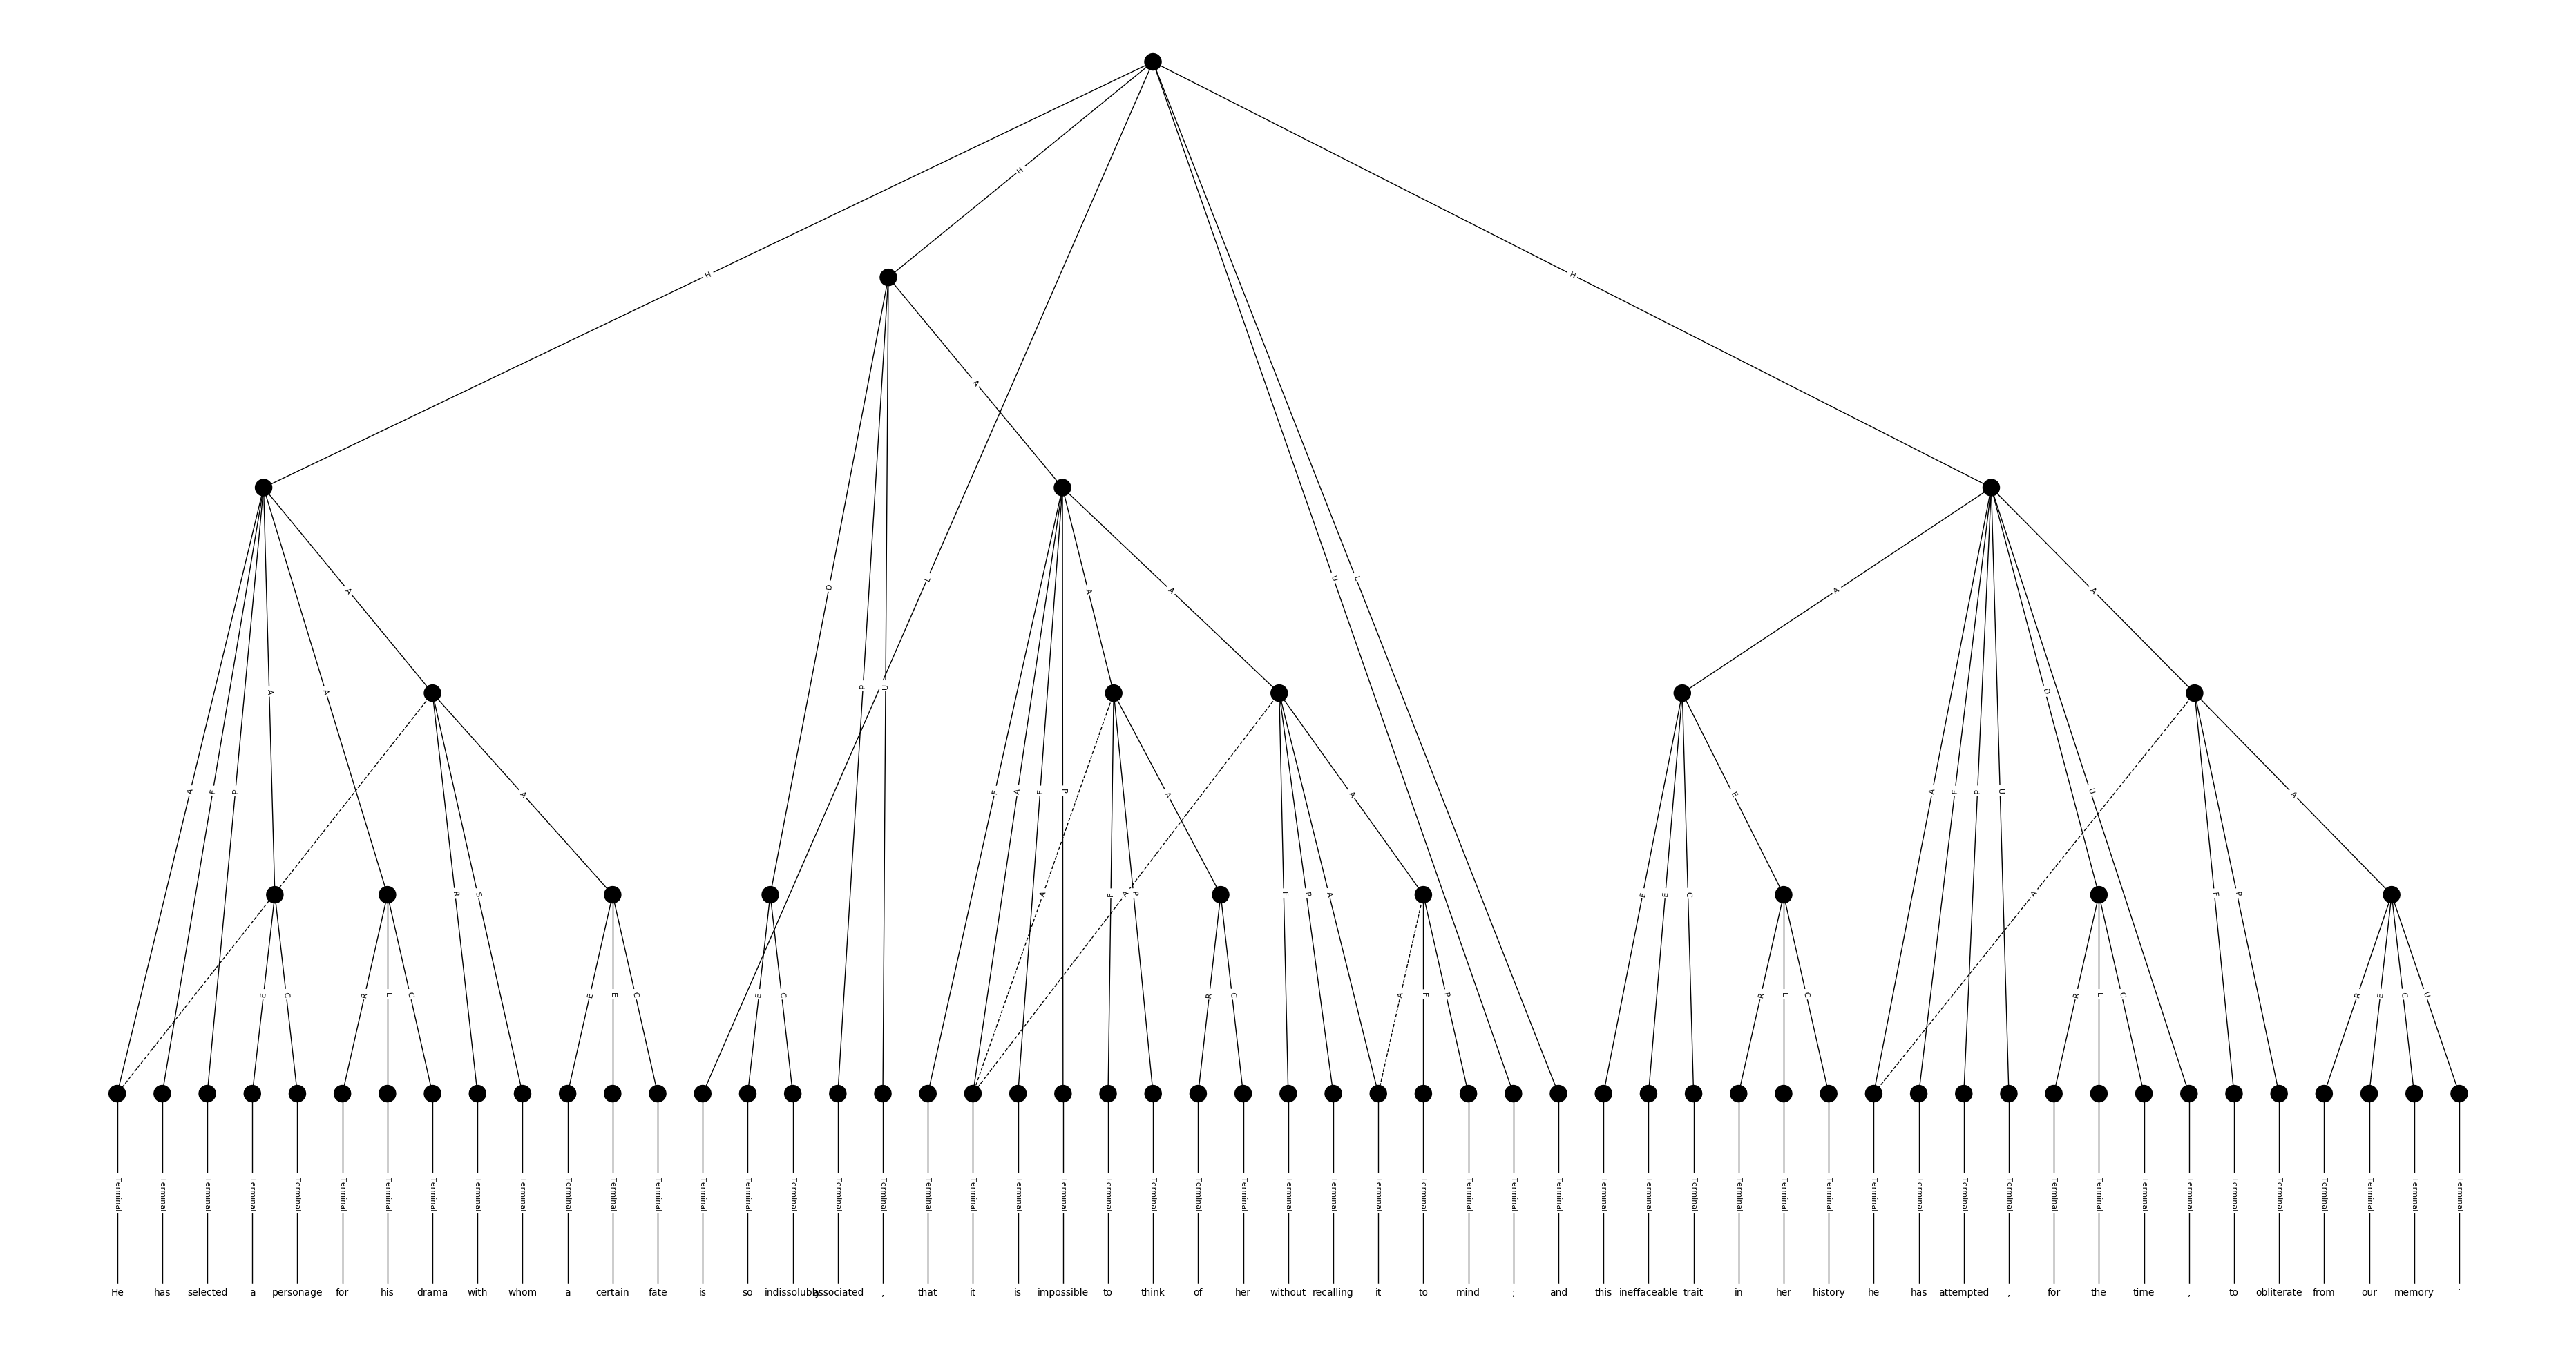 H
H
H
A
D
L
U
L
A
A
A
A
A
A
A
P
U
A
D
A
F
P
A
F
A
F
P
A
F
P
U
U
A
A
A
E
A
R
S
A
F
A
P
F
P
A
E
E
C
A
F
P
E
C
R
E
C
E
E
C
E
C
R
C
A
F
P
R
E
C
R
E
C
R
E
C
U
Terminal Terminal Terminal Terminal Terminal Terminal Terminal Terminal Terminal Terminal Terminal Terminal Terminal Terminal Terminal Terminal Terminal Terminal Terminal Terminal Terminal Terminal Terminal Terminal Terminal Terminal Terminal Terminal Terminal Terminal Terminal Terminal Terminal Terminal Terminal Terminal Terminal Terminal Terminal Terminal Terminal Terminal Terminal Terminal Terminal Terminal Terminal Terminal Terminal Terminal Terminal Terminal Terminal
He has selected a personage for his drama with whom a certain fate is so indissolubly associated , that it is impossible to think of her without recalling it to mind ; and this ineffaceable trait in her history he has attempted , for the time , to obliterate from our memory .